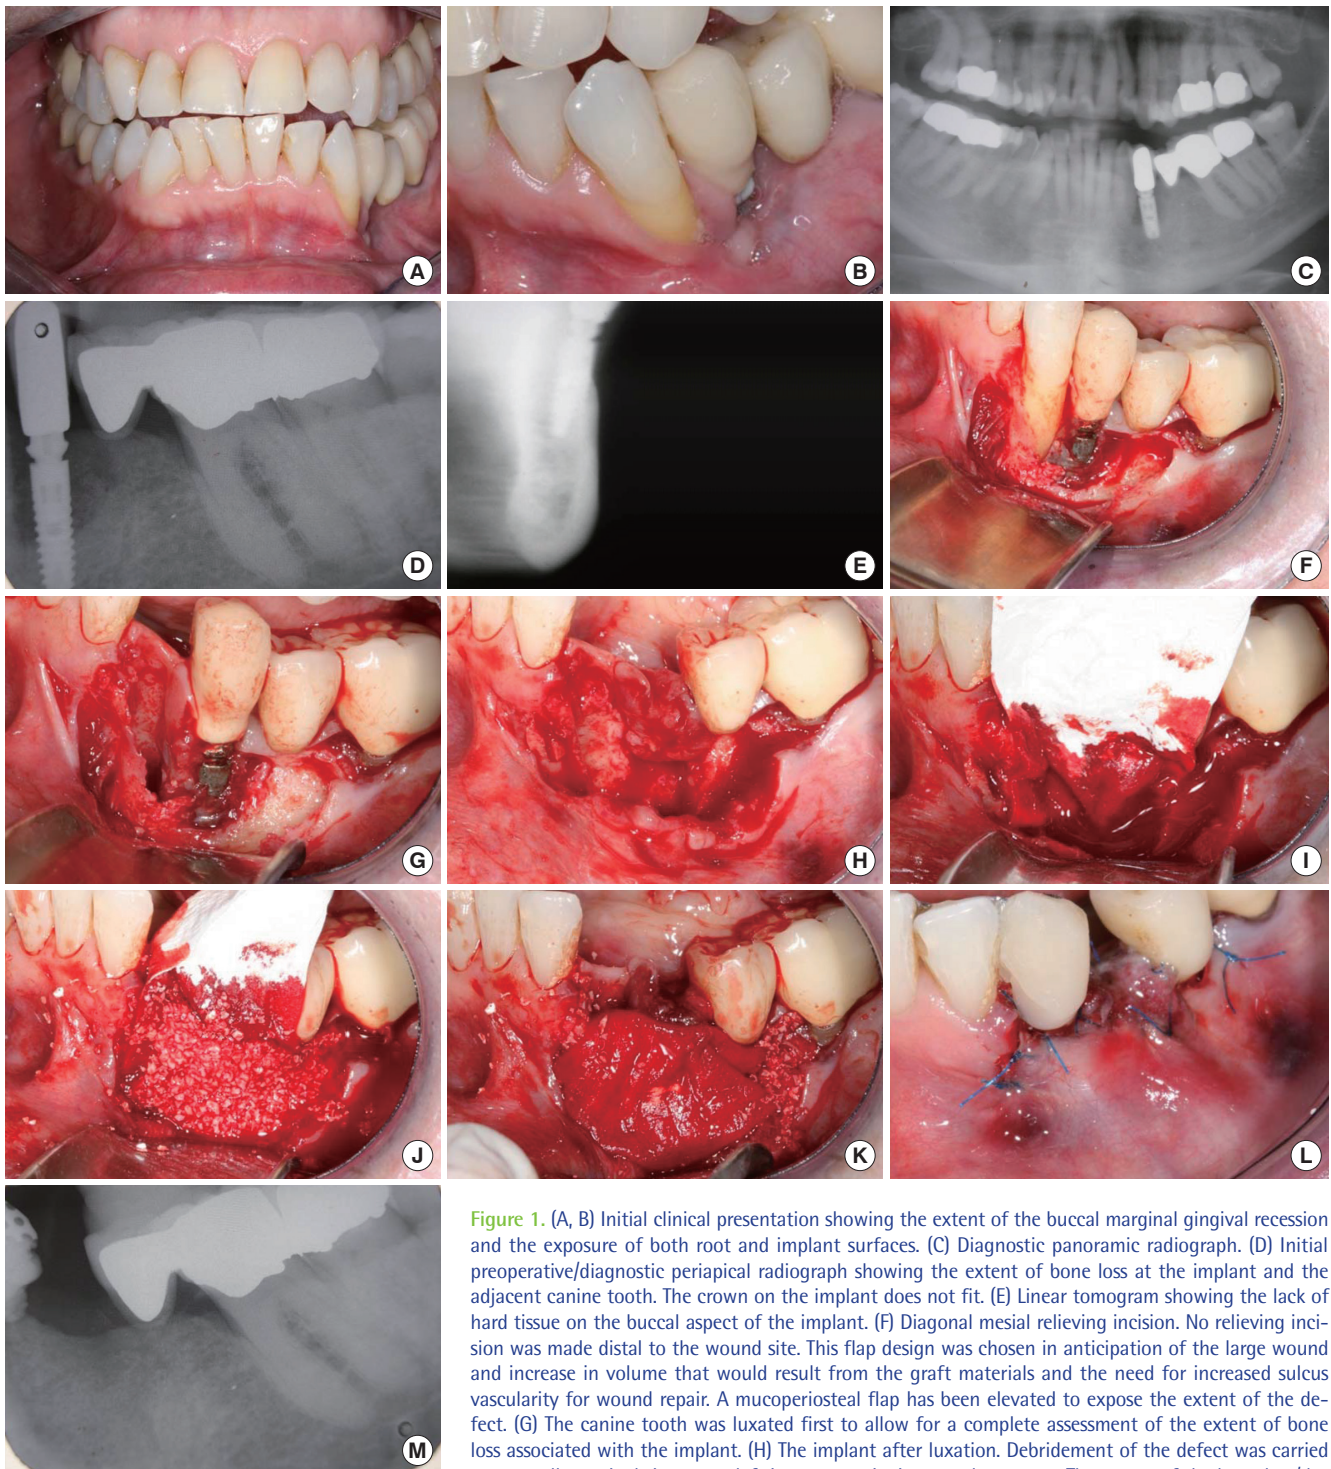 A
B
C
D
E
F
G
H
I
J
K
L
M
Figure 1. (A, B) Initial clinical presentation showing the extent of the buccal marginal gingival recession
and the exposure of both root and implant surfaces. (C) Diagnostic panoramic radiograph. (D) Initial
preoperative/diagnostic periapical radiograph showing the extent of bone loss at the implant and the
adjacent canine tooth. The crown on the implant does not fit. (E) Linear tomogram showing the lack of
hard tissue on the buccal aspect of the implant. (F) Diagonal mesial relieving incision. No relieving inci-
sion was made distal to the wound site. This flap design was chosen in anticipation of the large wound
and increase in volume that would result from the graft materials and the need for increased sulcus
vascularity for wound repair. A mucoperiosteal flap has been elevated to expose the extent of the de-
fect. (G) The canine tooth was luxated first to allow for a complete assessment of the extent of bone
loss associated with the implant. (H) The implant after luxation. Debridement of the defect was carried